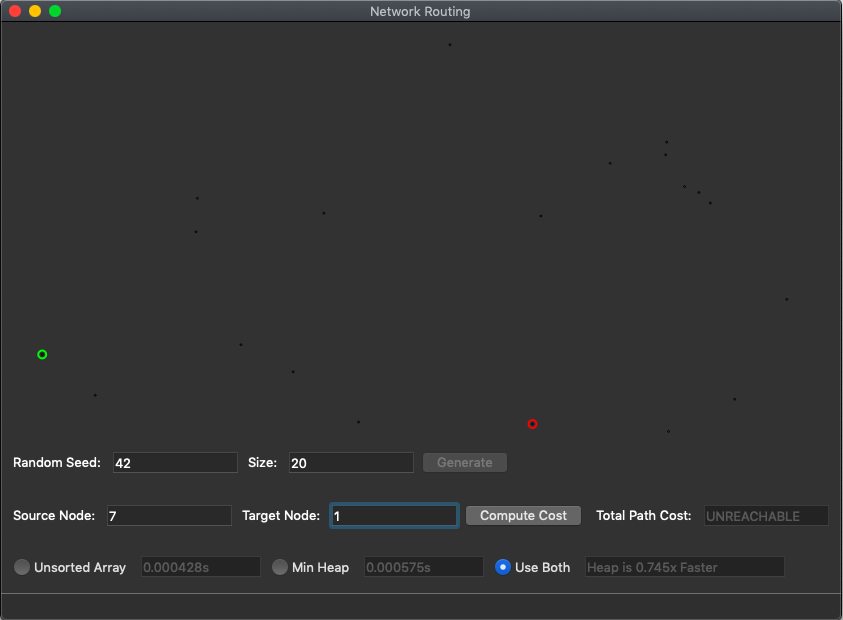 Network Routing
Random Seed: 42 Size: 20 Generate
Source Node: 7 Target Node: 1 Compute Cost Total Path Cost: UNREACHABLE
Unsorted Array 0.000428s Min Heap 0.000575s Use Both Heap is 0.745x Faster